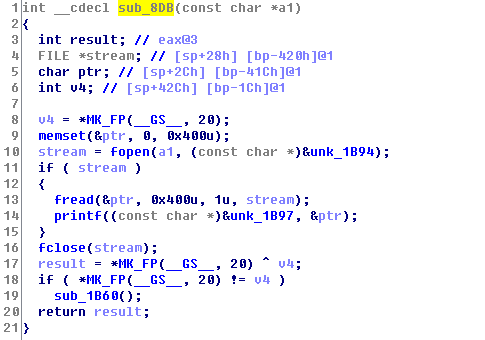 1 int __cdecl sub_8DB(const char *a1)
2 {
3 int result; // eax@3
4 FILE *stream; // [sp+28h] [bp-420h]@1
5 char ptr; // [sp+2Ch] [bp-41Ch]@1
6 int v4; // [sp+42Ch] [bp-1Ch]@1
7
8 v4 = *MK_FP(__GS__, 20);
9 memset(&ptr, 0, 0x400u);
10 stream = fopen(a1, (const char *)&unk_1B94);
11 if ( stream )
12 {
13 fread(&ptr, 0x400u, 1u, stream);
14 printf((const char *)&unk_1B97, &ptr);
15 }
16 fclose(stream);
17 result = *MK_FP(__GS__, 20) ^ v4;
18 if ( *MK_FP(__GS__, 20) != v4 )
19 sub_1B60();
20 return result;
21 }